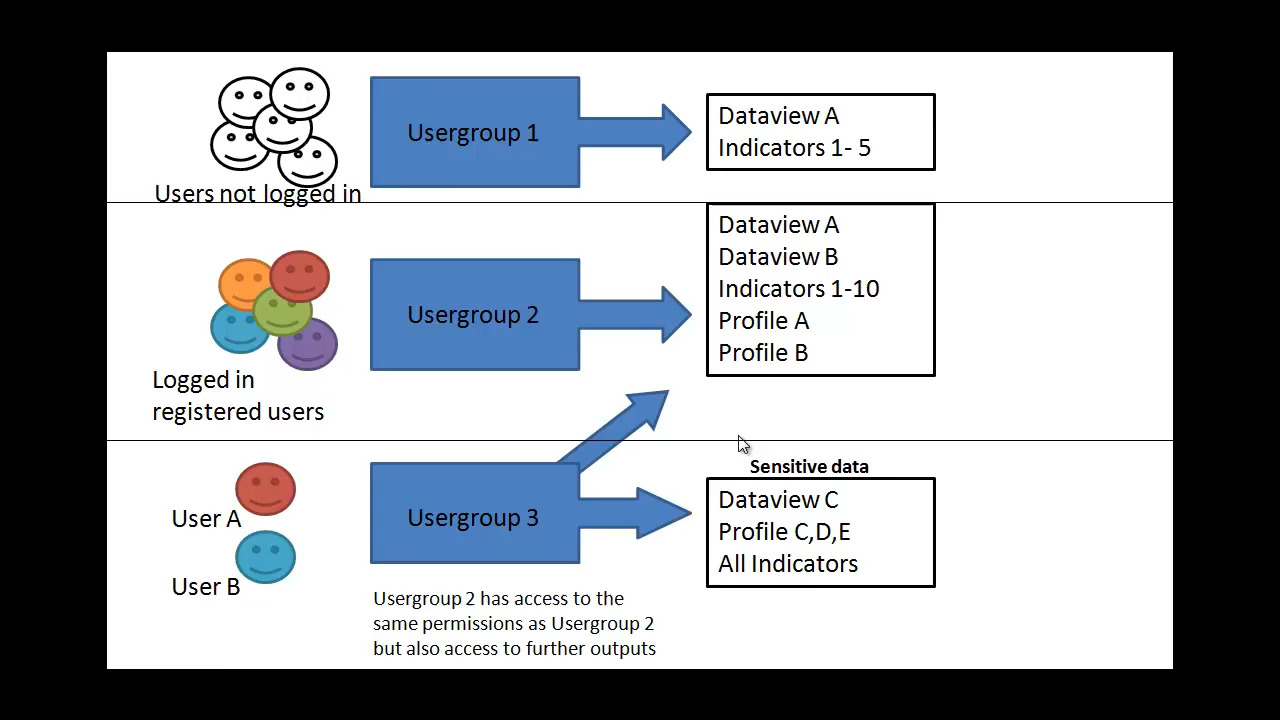 Usergroup 1
Dataview A
Indicators 1- 5
Users not logged in
Usergroup 2
Dataview A
Dataview B
Indicators 1-10
Profile A
Profile B
Logged in
registered users
User A
User B
Usergroup 3
Sensitive data
Dataview C
Profile C,D,E
All Indicators
Usergroup 2 has access to the
same permissions as Usergroup 2
but also access to further outputs